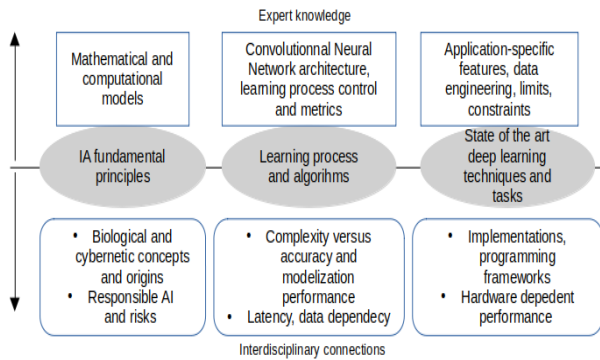 Expert knowledge
Mathematical and
computational
models
Convolutionnal Neural
Network architecture,
learning process control
and metrics
Application-specific
features, data
engineering, limits,
constraints
IA fundamental
principles
Learning process
and algorihms
State of the art
deep learning
techniques and
tasks
• Biological and
cybernetic concepts
and origins
• Responsible AI
and risks
• Complexity versus
accuracy and
modelization
performance
• Latency, data dependecy
• Implementations,
programming
frameworks
• Hardware depedent
performance
Interdisciplinary connections